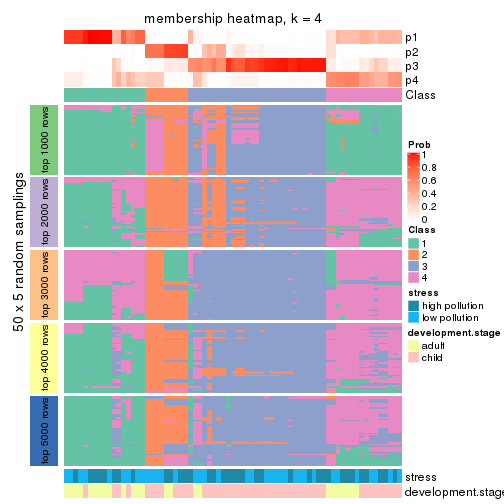 membership heatmap, k = 4
p1
p2
p3
p4
Class
50 x 5 random samplings
top 1000 rows
top 2000 rows
top 3000 rows
top 4000 rows
top 5000 rows
stress
development.stage
Prob
1
0.8
0.6
0.4
0.2
0
Class
1
2
3
4
stress
high pollution
low pollution
development.stage
adult
child